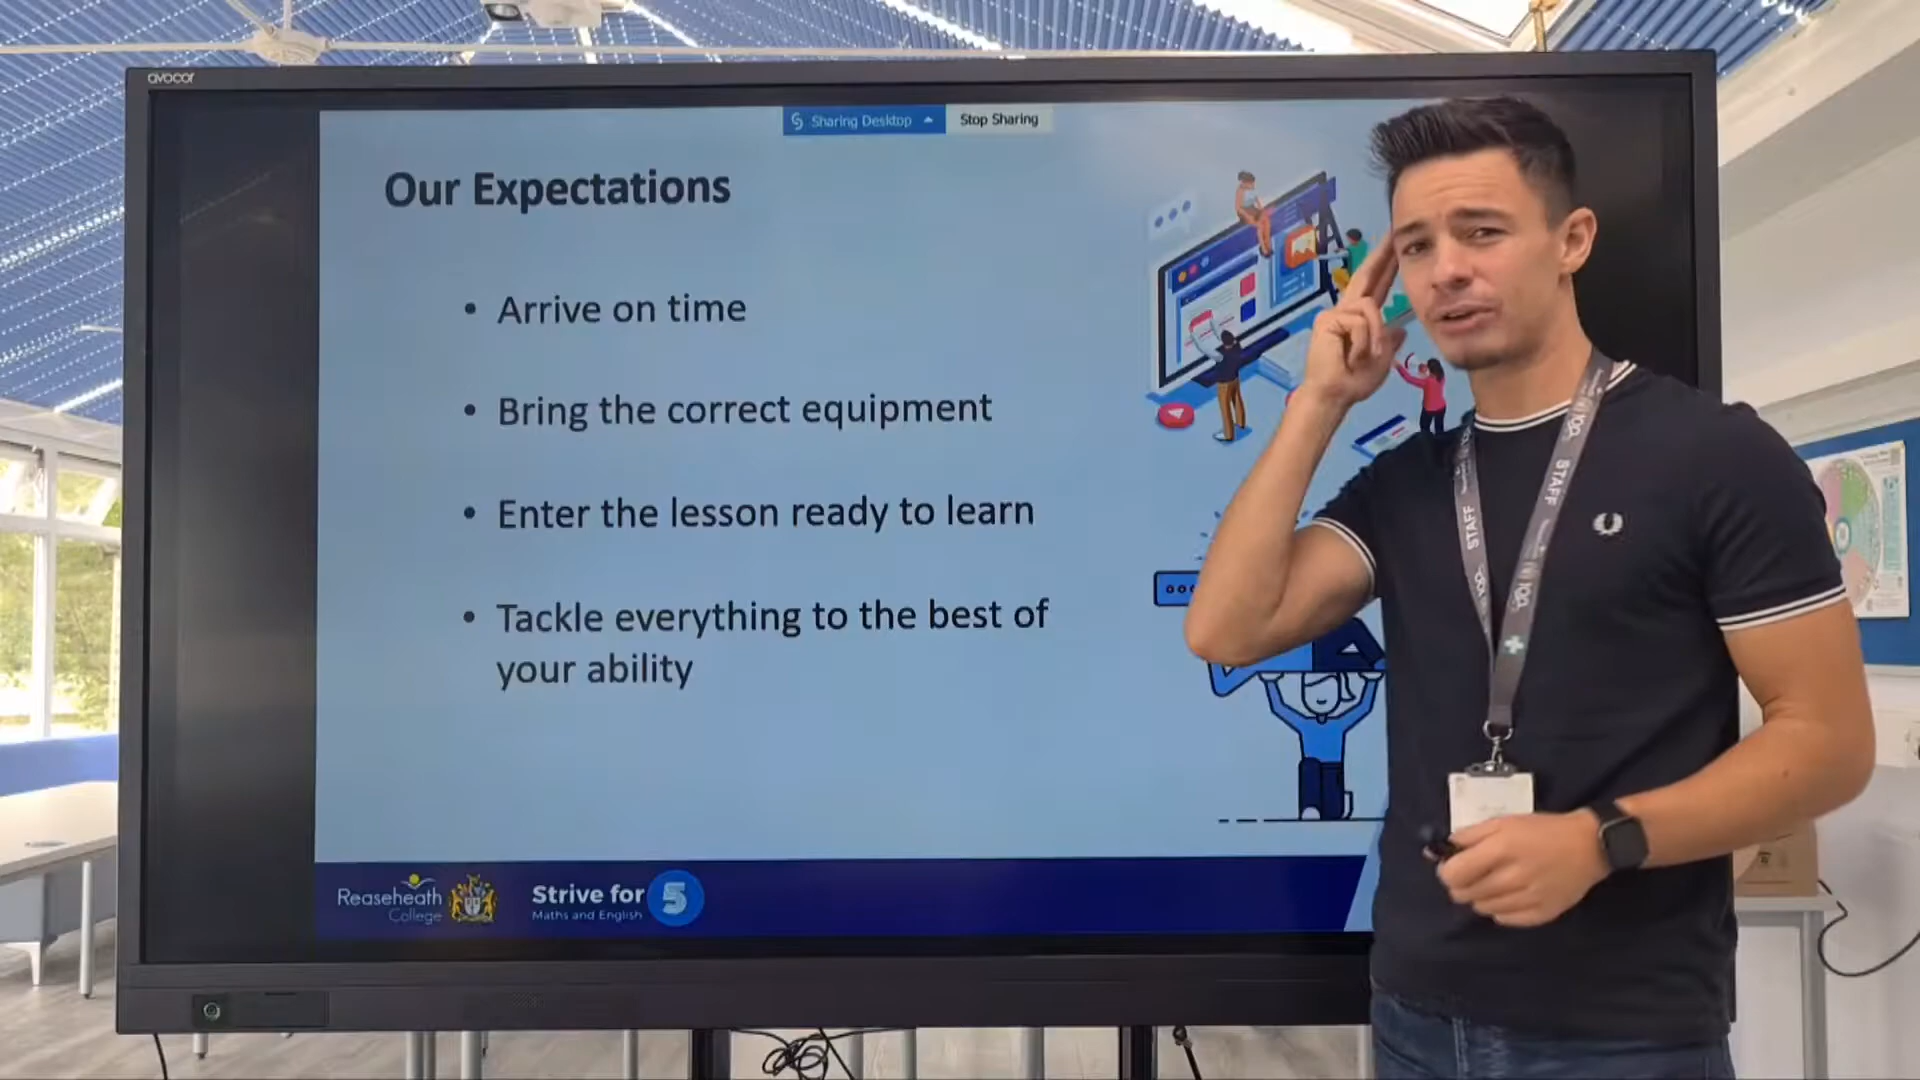 avocor
Sharing Desktop
Stop Sharing
Our Expectations
• Arrive on time
• Bring the correct equipment
• Enter the lesson ready to learn
• Tackle everything to the best of
your ability
Reaseheath
College
Strive for 5
Maths and English
STAFF
STAFF